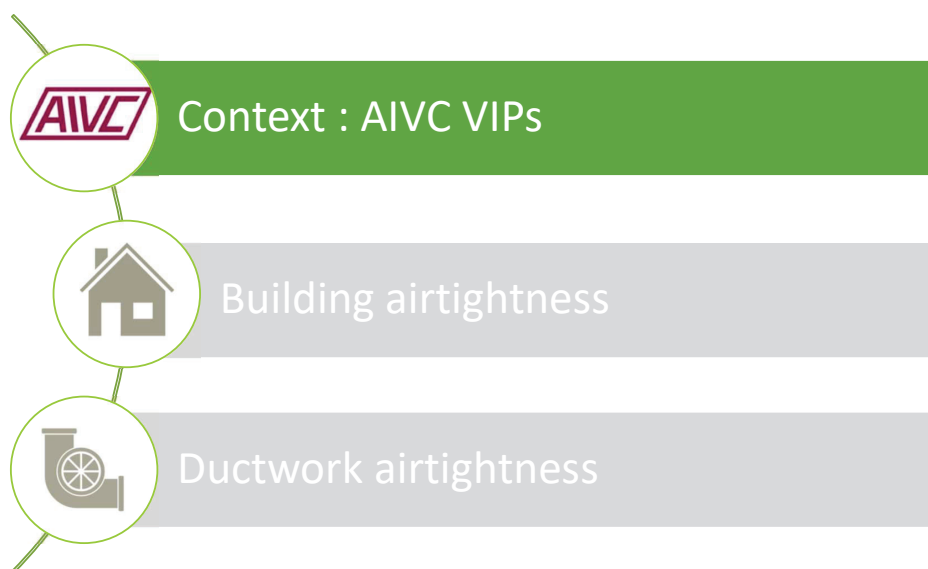 AIVC
Context : AIVC VIPs
Building airtightness
Ductwork airtightness